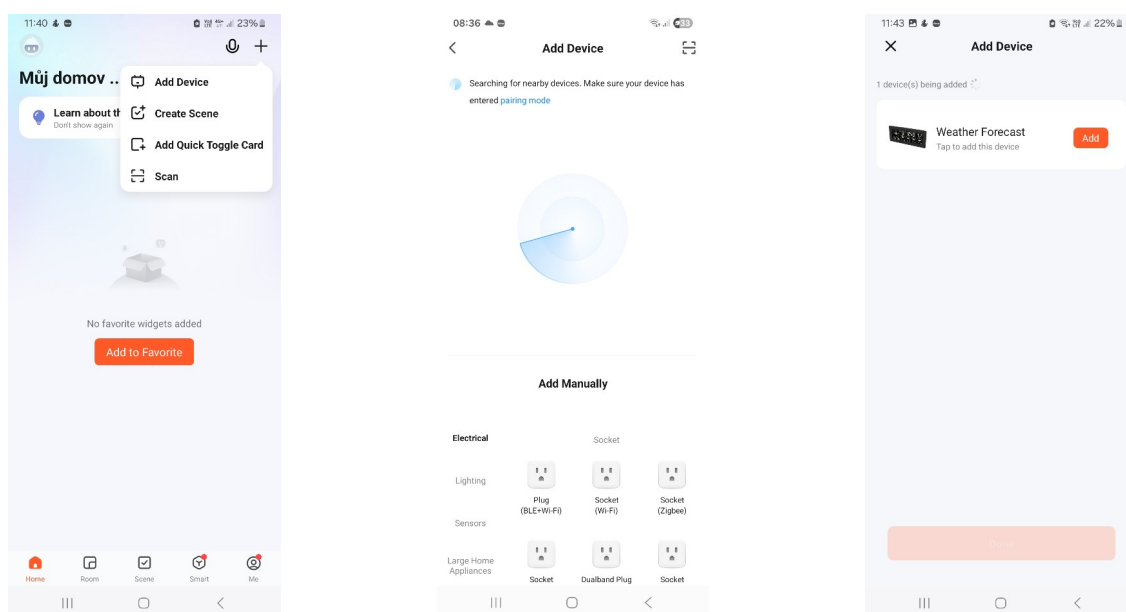 11:40
23%
Můj domov ..
Add Device
Create Scene
Add Quick Toggle Card
Scan
Learn about th
Don't show again
No favorite widgets added
Add to Favorite
Home
Room
Scene
Smart
Me
08:36
33
Add Device
Searching for nearby devices. Make sure your device has
entered pairing mode
Add Manually
Electrical
Socket
Lighting
Plug
(BLE+Wi-Fi)
Socket
(Wi-Fi)
Socket
(Zigbee)
Sensors
Large Home
Appliances
Socket
Dualband Plug
Socket
11:43
22%
Add Device
1 device(s) being added
Weather Forecast
Tap to add this device
Add